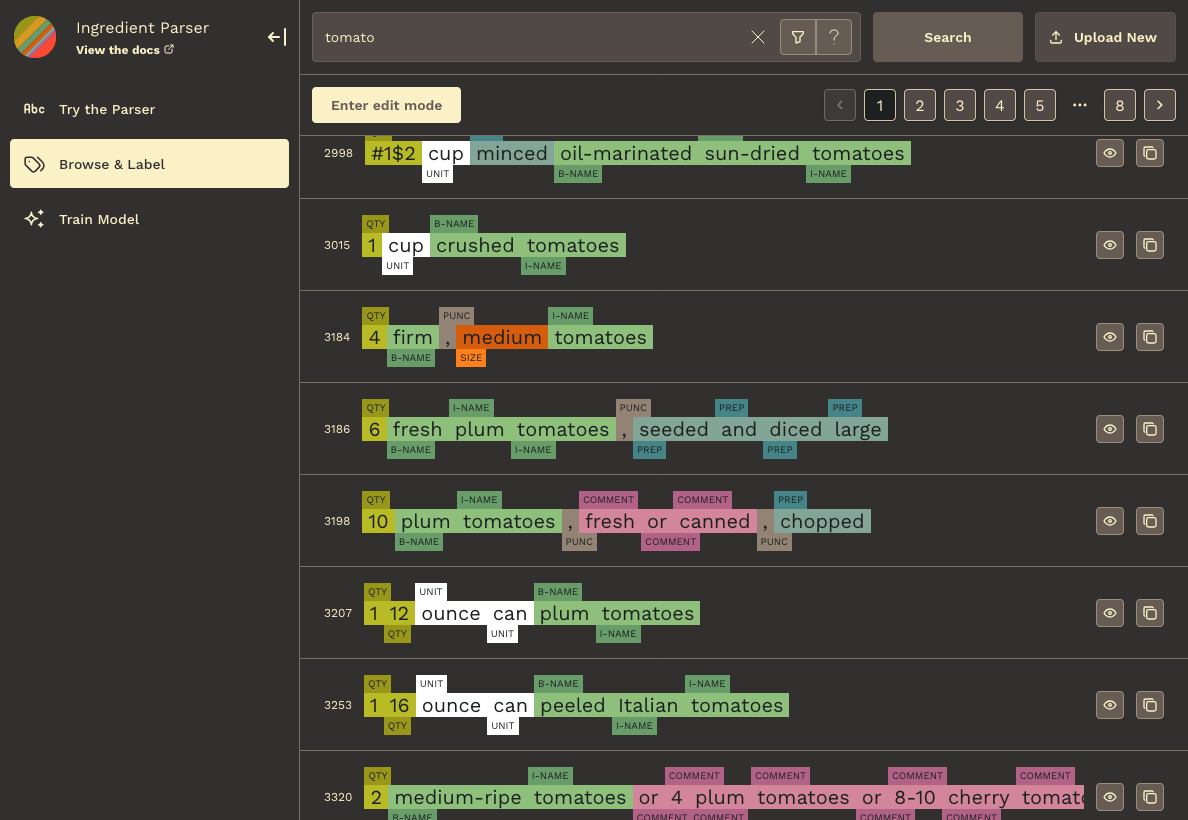 Ingredient Parser
View the docs
tomato
?
Search
Upload New
Abc Try the Parser
Browse & Label
Train Model
Enter edit mode
1 2 3 4 5 ... 8
2998 #1$2 cup minced oil-marinated sun-dried tomatoes
UNIT B-NAME I-NAME
QTY B-NAME
3015 1 cup crushed tomatoes
UNIT I-NAME
QTY PUNC I-NAME
3184 4 firm , medium tomatoes
B-NAME SIZE
QTY I-NAME PUNC PREP PREP
3186 6 fresh plum tomatoes , seeded and diced large
B-NAME I-NAME PREP PREP
QTY I-NAME COMMENT COMMENT PREP
3198 10 plum tomatoes , fresh or canned , chopped
B-NAME PUNC COMMENT PUNC
QTY UNIT B-NAME
3207 1 12 ounce can plum tomatoes
QTY UNIT I-NAME
QTY UNIT B-NAME I-NAME
3253 1 16 ounce can peeled Italian tomatoes
QTY UNIT I-NAME
QTY I-NAME COMMENT COMMENT COMMENT COMMENT
3320 2 medium-ripe tomatoes or 4 plum tomatoes or 8-10 cherry tomato
B-NAME COMMENT COMMENT COMMENT COMMENT